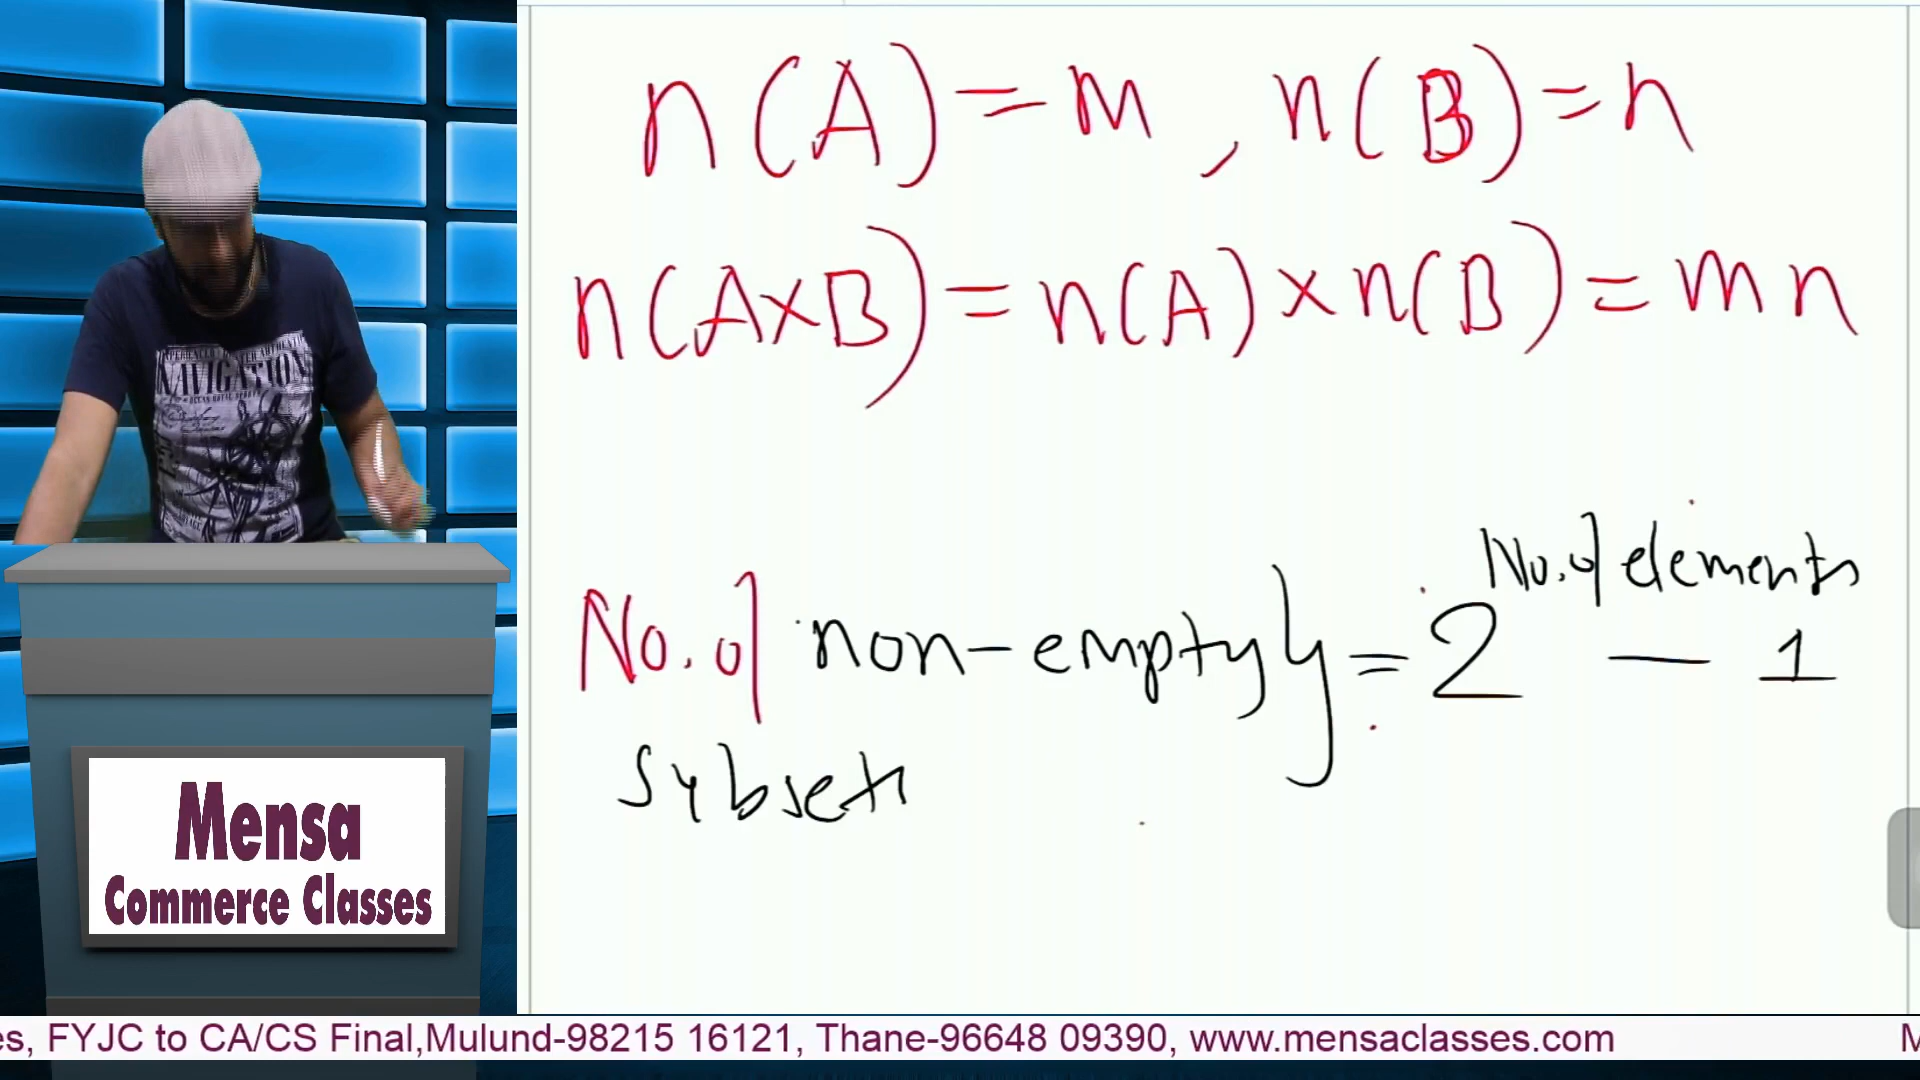 n(A) = m , n(B) = n
n(A×B) = n(A) × n(B) = mn
No. of elements
No. of non-empty = 2 — 1
subsets
NAVIGATION
Mensa
Commerce Classes
es, FYJC to CA/CS Final,Mulund-98215 16121, Thane-96648 09390, www.mensaclasses.com
M